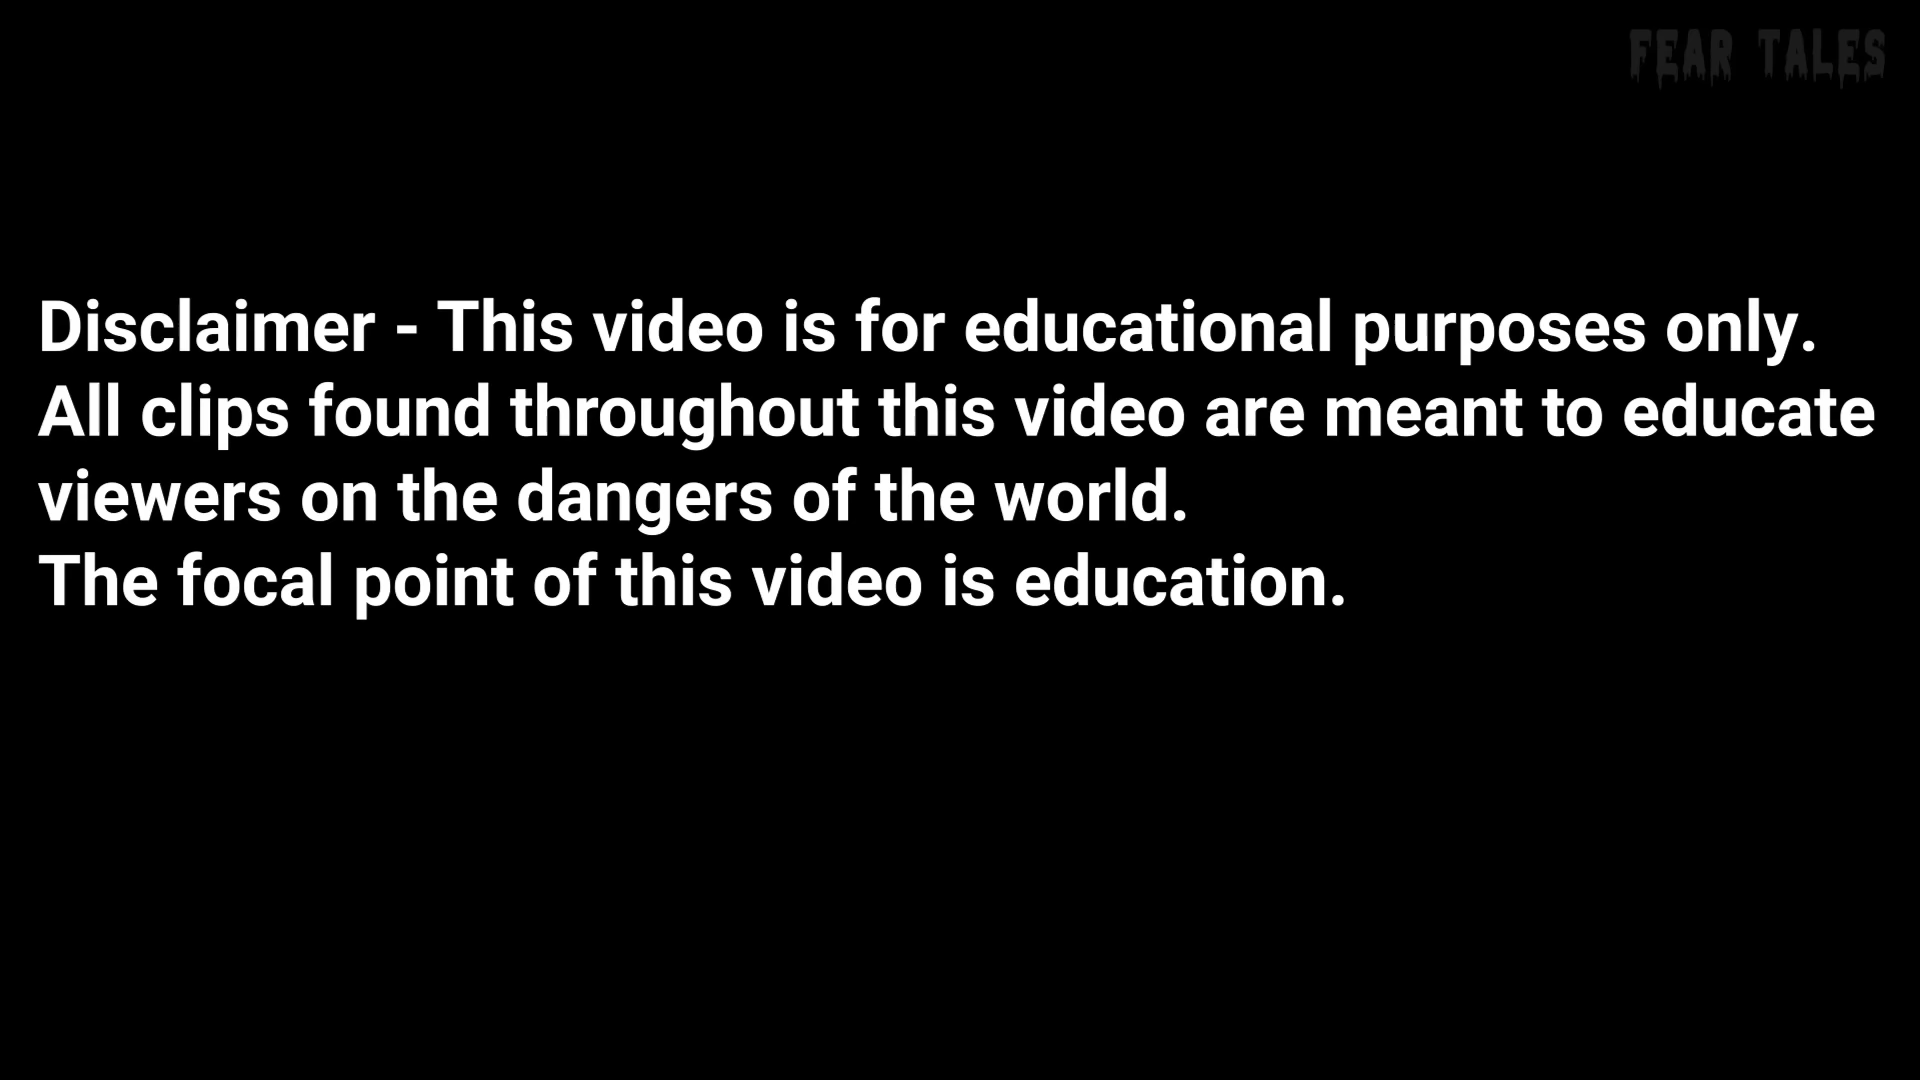 FEAR TALES
Disclaimer - This video is for educational purposes only.
All clips found throughout this video are meant to educate
viewers on the dangers of the world.
The focal point of this video is education.